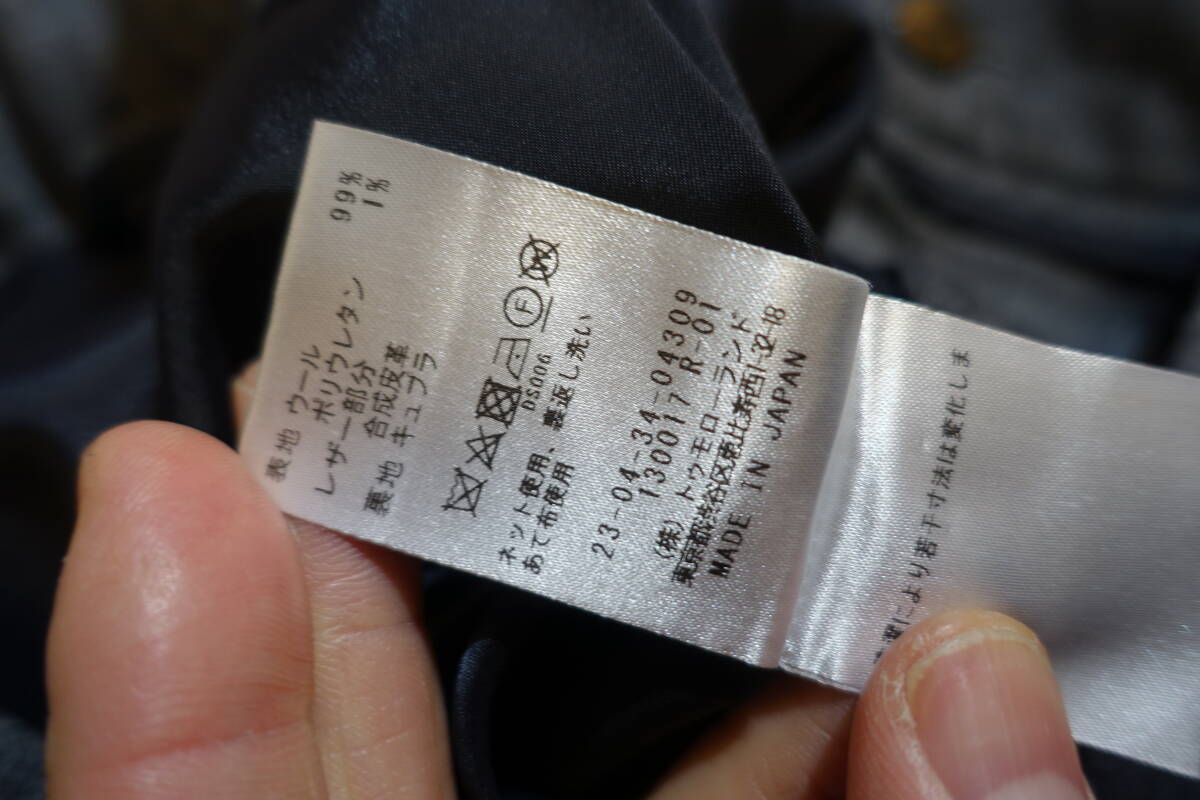 表地 ウール 99%
ポリウレタン 1%
レザー部分
合成皮革
裏地 キュプラ
F
W
DS006
ネット使用、裏返し洗い
あて布使用
23-04-34-04309
130017 R-01
(株)トゥモローランド
東京都渋谷区恵比寿西1-32-18
MADE IN JAPAN
により若干寸法は変化しま